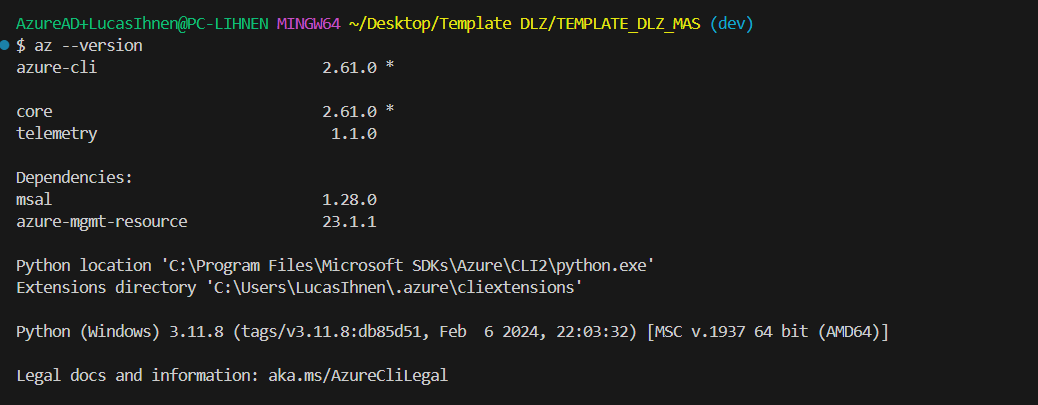 AzureAD+LucasIhnen@PC-LIHNEN MINGW64 ~/Desktop/Template DLZ/TEMPLATE_DLZ_MAS (dev)
$ az --version
azure-cli                         2.61.0 *
core                              2.61.0 *
telemetry                          1.1.0
Dependencies:
msal                              1.28.0
azure-mgmt-resource               23.1.1
Python location 'C:\Program Files\Microsoft SDKs\Azure\CLI2\python.exe'
Extensions directory 'C:\Users\LucasIhnen\.azure\cliextensions'
Python (Windows) 3.11.8 (tags/v3.11.8:db85d51, Feb  6 2024, 22:03:32) [MSC v.1937 64 bit (AMD64)]
Legal docs and information: aka.ms/AzureCliLegal